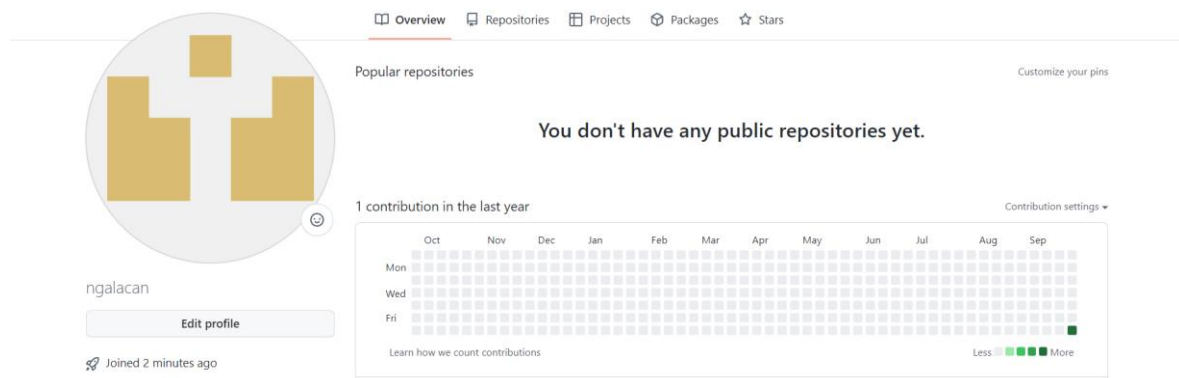 Overview Repositories Projects Packages Stars
Popular repositories Customize your pins
You don't have any public repositories yet.
1 contribution in the last year Contribution settings
Oct Nov Dec Jan Feb Mar Apr May Jun Jul Aug Sep
Mon
Wed
Fri
Learn how we count contributions Less More
ngalacan
Edit profile
Joined 2 minutes ago